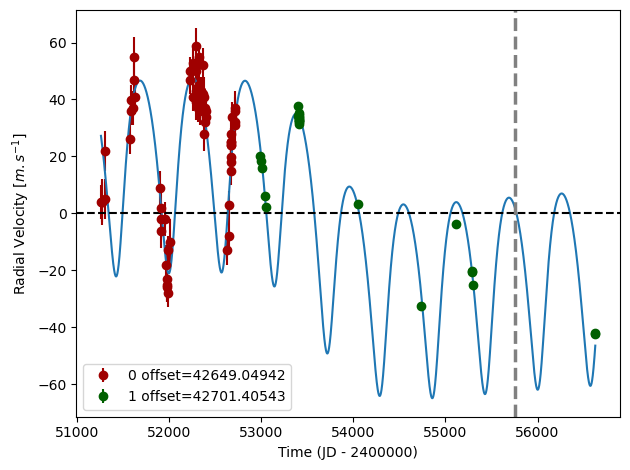 60
40
20
0
−20
−40
−60
Radial Velocity [m.s⁻¹]
0 offset=42649.04942
1 offset=42701.40543
51000 52000 53000 54000 55000 56000
Time (JD - 2400000)